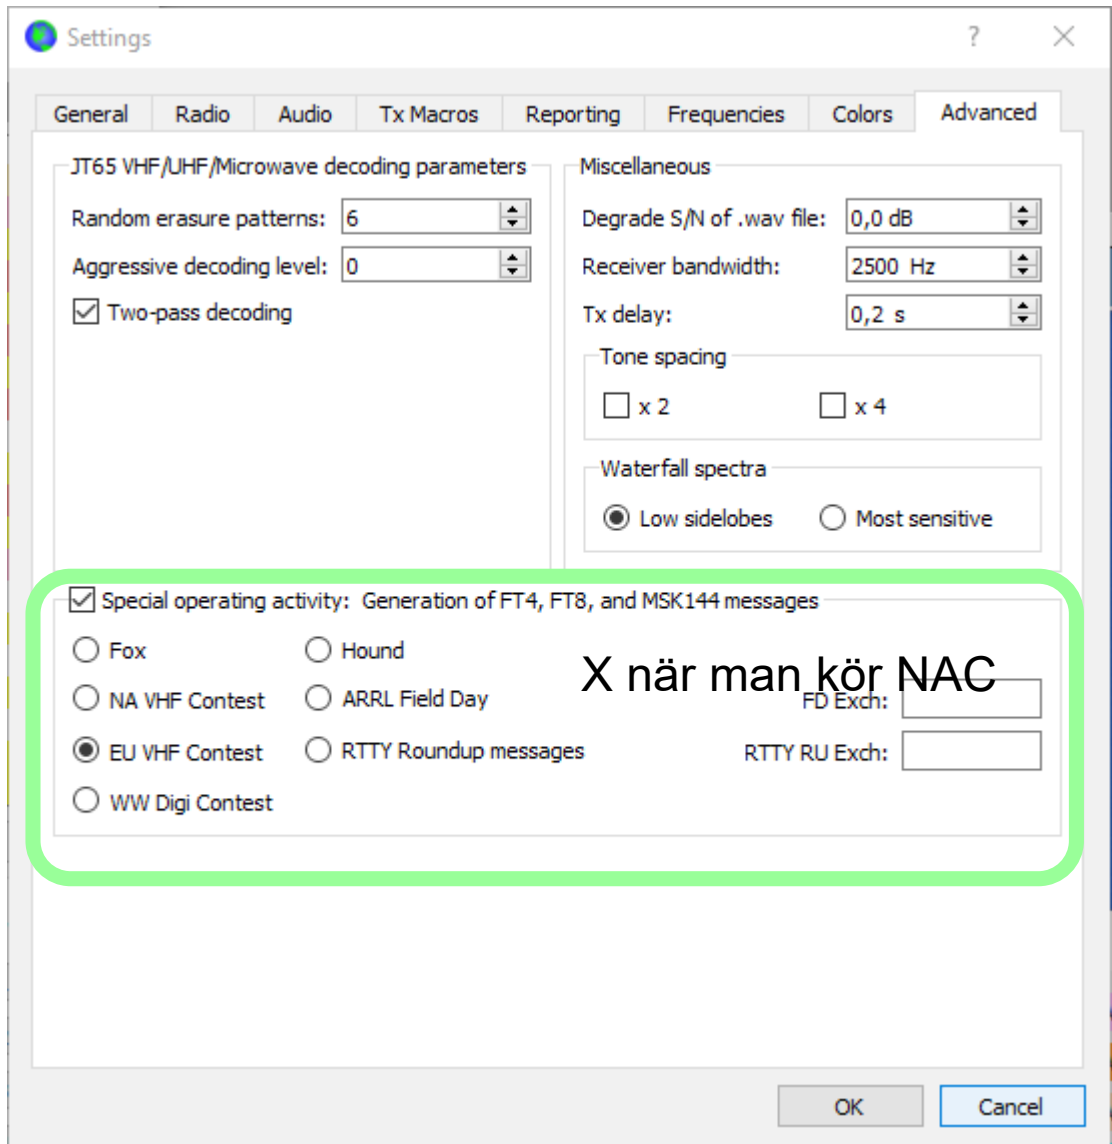 Settings
General Radio Audio Tx Macros Reporting Frequencies Colors Advanced
JT65 VHF/UHF/Microwave decoding parameters
Random erasure patterns: 6
Aggressive decoding level: 0
Two-pass decoding
Miscellaneous
Degrade S/N of .wav file: 0,0 dB
Receiver bandwidth: 2500 Hz
Tx delay: 0,2 s
Tone spacing
x 2 x 4
Waterfall spectra
Low sidelobes Most sensitive
Special operating activity: Generation of FT4, FT8, and MSK144 messages
Fox Hound
X när man kör NAC
NA VHF Contest ARRL Field Day FD Exch:
EU VHF Contest RTTY Roundup messages RTTY RU Exch:
WW Digi Contest
OK Cancel